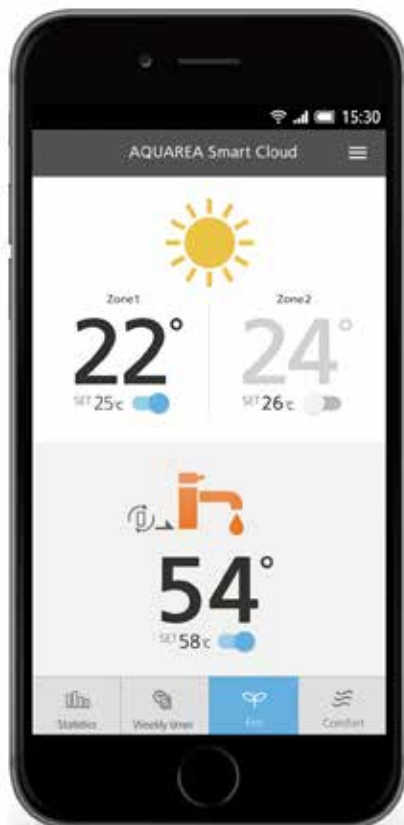 15:30
AQUAREA Smart Cloud
Zone1 Zone2
22° 24°
SET 25°c SET 26°c
54°
SET 58°c
Statistics Weekly timer Eco Comfort